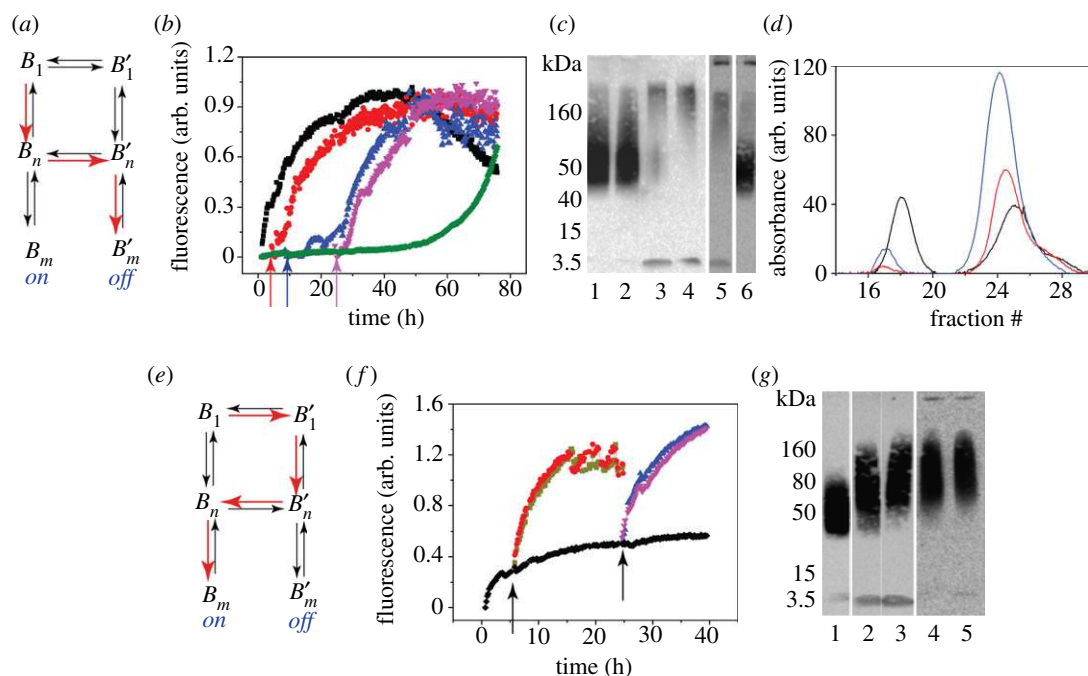 (a)
B1 B′1
Bn B′n
Bm B′m
on off
(b)
fluorescence (arb. units)
1.2
0.9
0.6
0.3
0
0 20 40 60 80
time (h)
(c)
kDa
160
50
40
15
3.5
1 2 3 4 5 6
(d)
absorbance (arb. units)
120
80
40
0
16 20 24 28
fraction #
(e)
B1 B′1
Bn B′n
Bm B′m
on off
(f)
fluorescence (arb. units)
1.6
1.2
0.8
0.4
0
0 10 20 30 40
time (h)
(g)
kDa
160
80
50
15
3.5
1 2 3 4 5